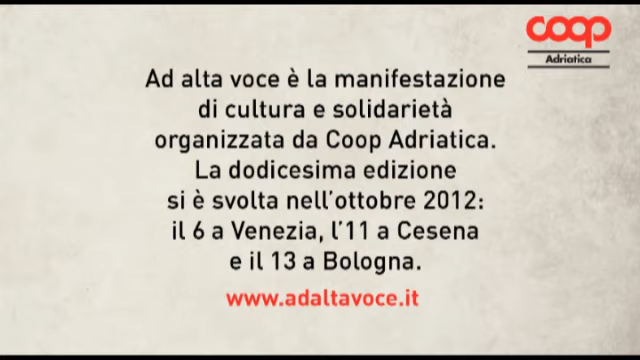 coop
Adriatica
Ad alta voce è la manifestazione
di cultura e solidarietà
organizzata da Coop Adriatica.
La dodicesima edizione
si è svolta nell'ottobre 2012:
il 6 a Venezia, l'11 a Cesena
e il 13 a Bologna.
www.adaltavoce.it